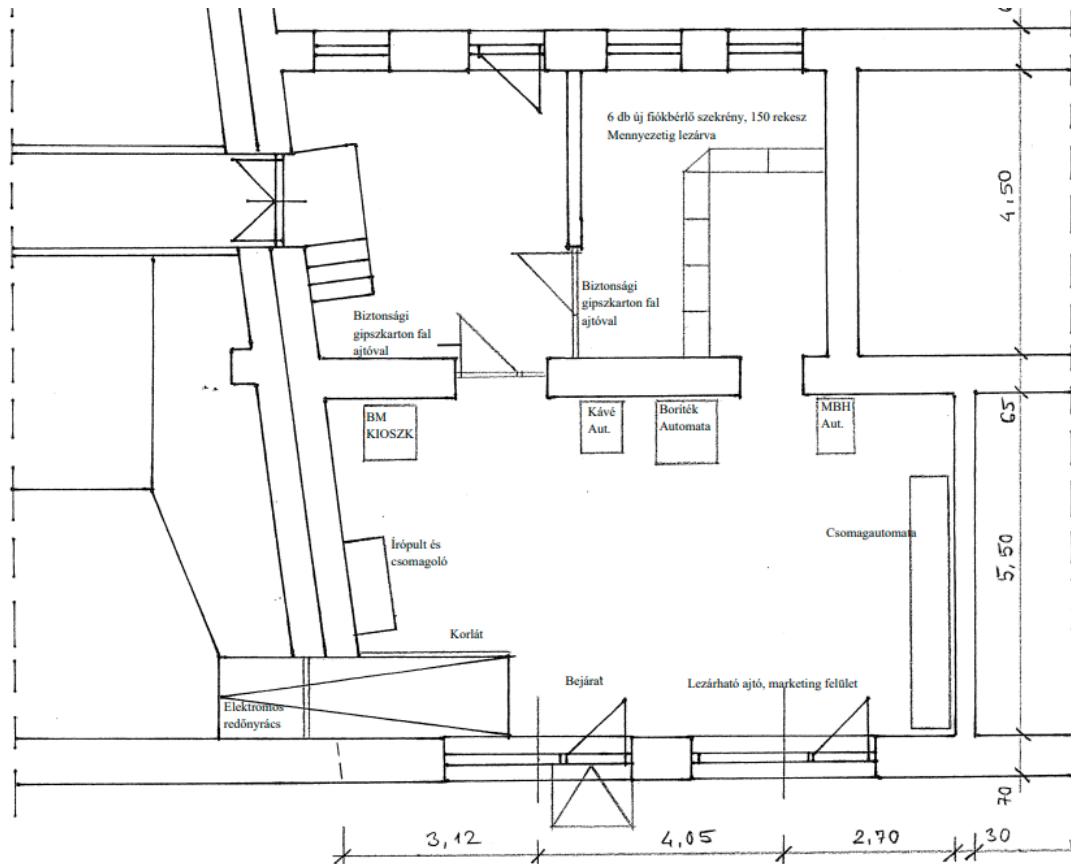 6 db új fiókbérlő szekrény, 150 rekesz
Mennyezetig lezárva
4,50
Biztonsági
gipszkarton fal
ajtóval
Biztonsági
gipszkarton fal
ajtóval
BM
KIOSZK
Kávé
Aut.
Boríték
Automata
MBH
Aut.
65
Csomagautomata
Írópult és
csomagoló
5,50
Korlát
Bejárat
Lezárható ajtó, marketing felület
Elektromos
redőnyrács
70
3,12
4,05
2,70
30